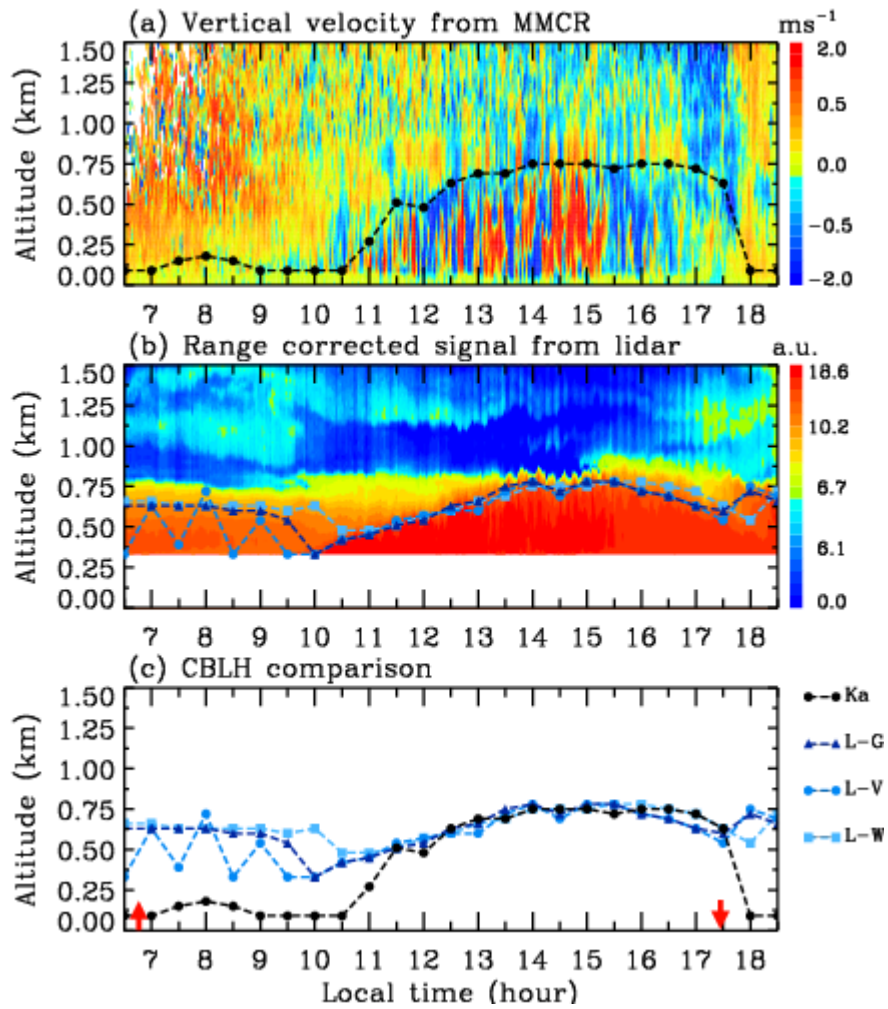 (a) Vertical velocity from MMCR
ms⁻¹
Altitude (km)
1.50
1.25
1.00
0.75
0.50
0.25
0.00
2.0
0.5
0.0
−0.5
−2.0
7 8 9 10 11 12 13 14 15 16 17 18
(b) Range corrected signal from lidar
a.u.
Altitude (km)
1.50
1.25
1.00
0.75
0.50
0.25
0.00
18.6
10.2
6.7
6.1
0.0
7 8 9 10 11 12 13 14 15 16 17 18
(c) CBLH comparison
Altitude (km)
1.50
1.25
1.00
0.75
0.50
0.25
0.00
Ka
L−G
L−V
L−W
7 8 9 10 11 12 13 14 15 16 17 18
Local time (hour)